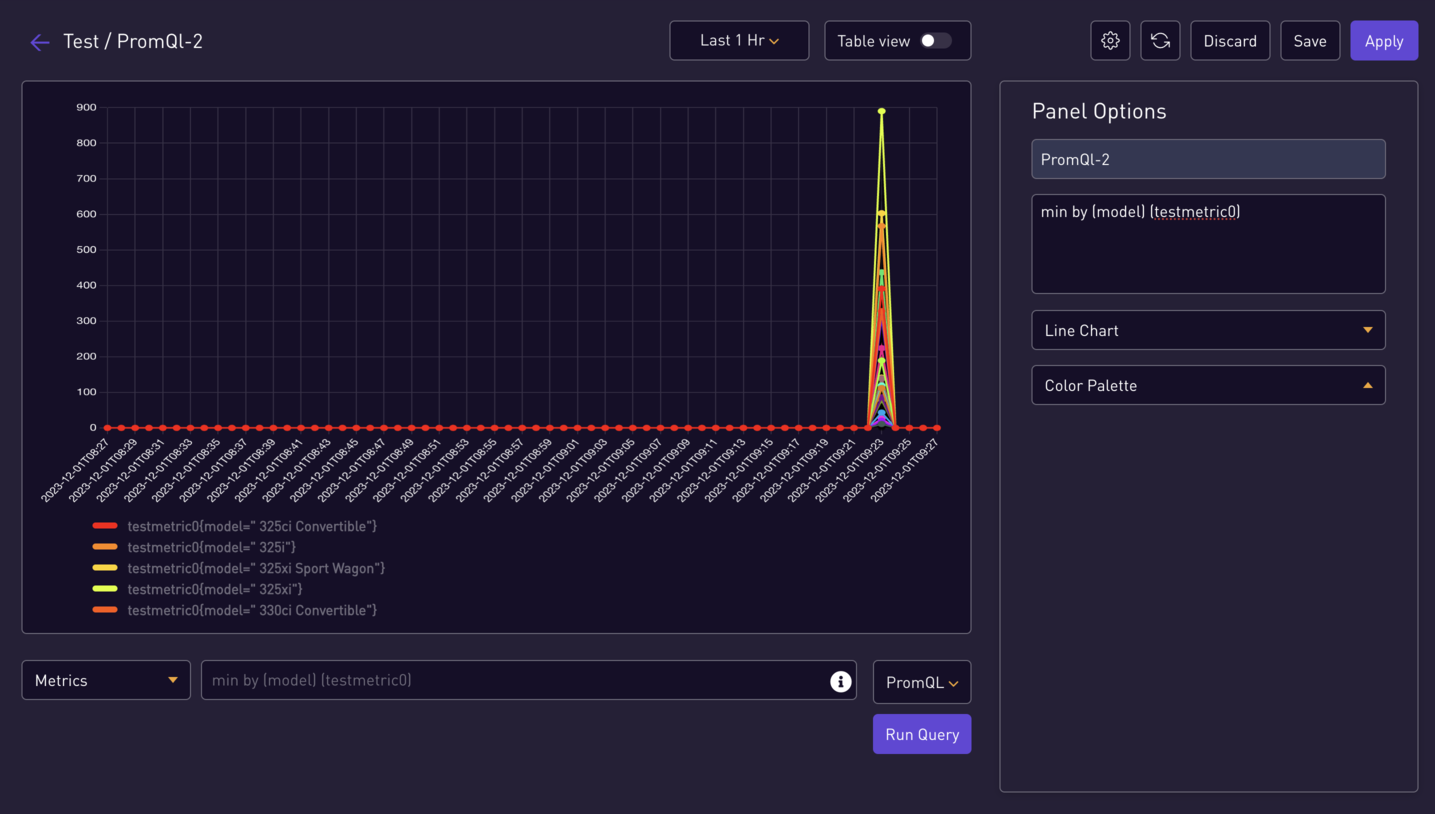 Test / PromQl-2
Last 1 Hr
Table view
Discard
Save
Apply
900
800
700
600
500
400
300
200
100
0
2023-12-01T08:27
2023-12-01T08:29
2023-12-01T08:31
2023-12-01T08:33
2023-12-01T08:35
2023-12-01T08:37
2023-12-01T08:39
2023-12-01T08:41
2023-12-01T08:43
2023-12-01T08:45
2023-12-01T08:47
2023-12-01T08:49
2023-12-01T08:51
2023-12-01T08:53
2023-12-01T08:55
2023-12-01T08:57
2023-12-01T08:59
2023-12-01T09:01
2023-12-01T09:03
2023-12-01T09:05
2023-12-01T09:07
2023-12-01T09:09
2023-12-01T09:11
2023-12-01T09:13
2023-12-01T09:15
2023-12-01T09:17
2023-12-01T09:19
2023-12-01T09:21
2023-12-01T09:23
2023-12-01T09:25
2023-12-01T09:27
testmetric0{model=" 325ci Convertible"}
testmetric0{model=" 325i"}
testmetric0{model=" 325xi Sport Wagon"}
testmetric0{model=" 325xi"}
testmetric0{model=" 330ci Convertible"}
Metrics
min by (model) (testmetric0)
PromQL
Run Query
Panel Options
PromQl-2
min by (model) (testmetric0)
Line Chart
Color Palette